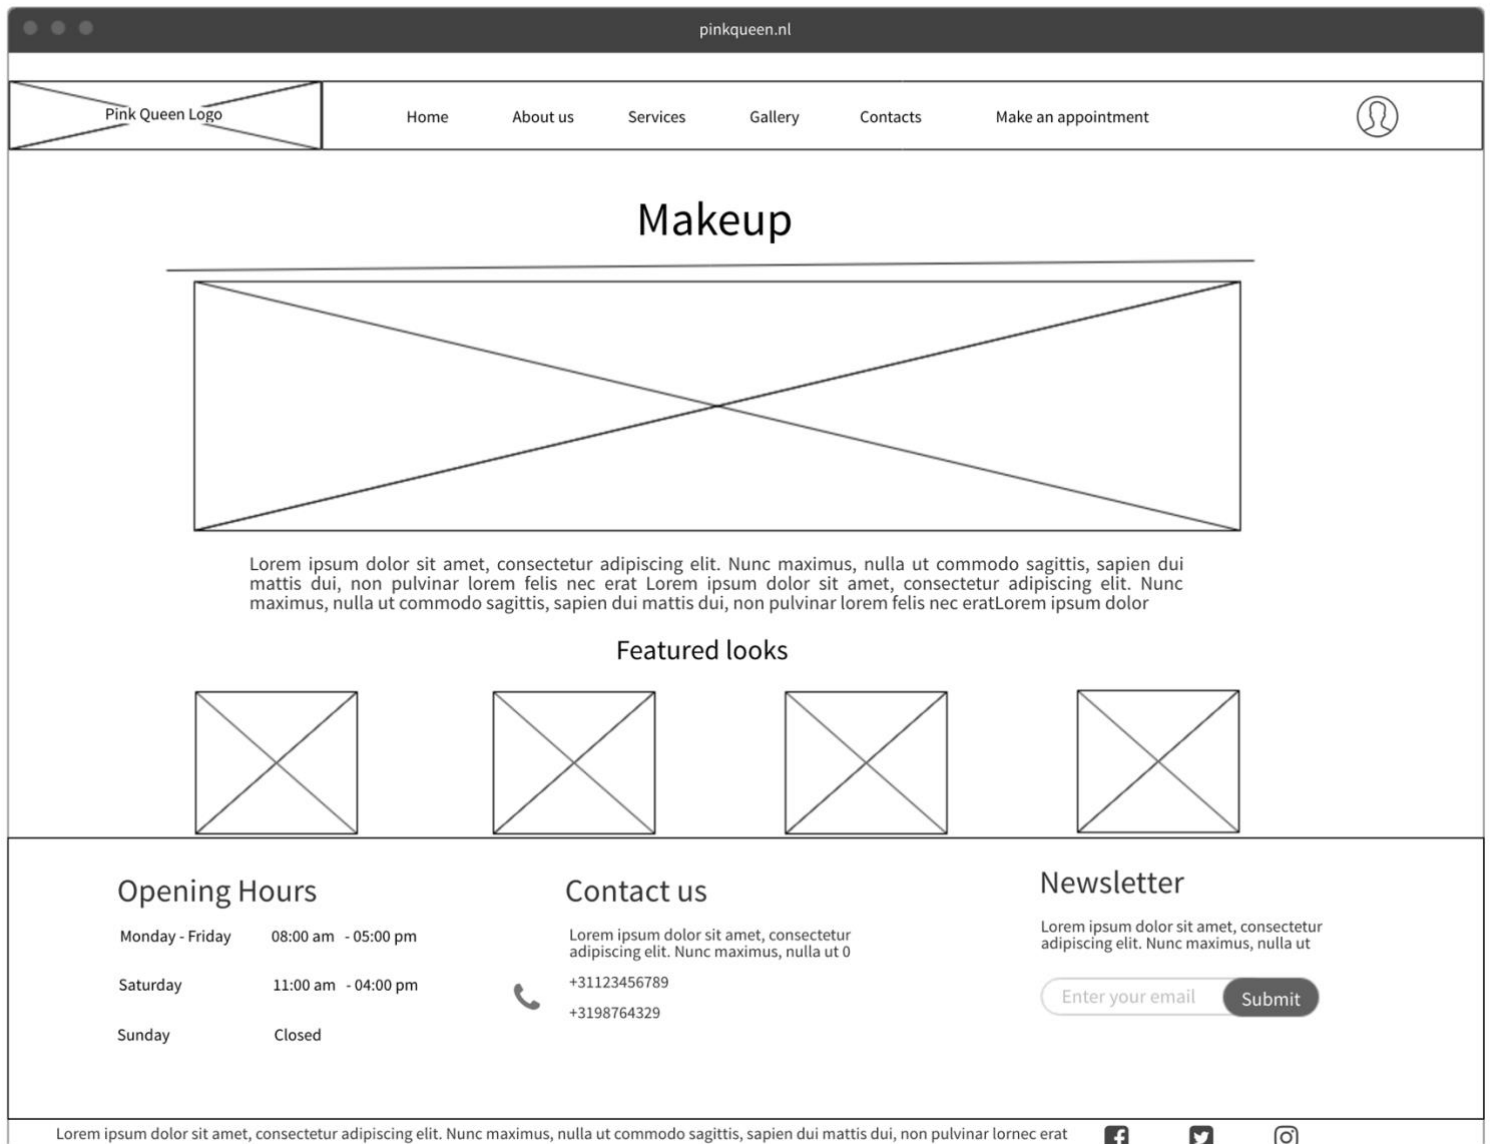 pinkqueen.nl
Pink Queen Logo
Home
About us
Services
Gallery
Contacts
Make an appointment
Makeup
Lorem ipsum dolor sit amet, consectetur adipiscing elit. Nunc maximus, nulla ut commodo sagittis, sapien dui
mattis dui, non pulvinar lorem felis nec erat Lorem ipsum dolor sit amet, consectetur adipiscing elit. Nunc
maximus, nulla ut commodo sagittis, sapien dui mattis dui, non pulvinar lorem felis nec eratLorem ipsum dolor
Featured looks
Opening Hours
Monday - Friday 08:00 am - 05:00 pm
Saturday 11:00 am - 04:00 pm
Sunday Closed
Contact us
Lorem ipsum dolor sit amet, consectetur
adipiscing elit. Nunc maximus, nulla ut 0
+31123456789
+3198764329
Newsletter
Lorem ipsum dolor sit amet, consectetur
adipiscing elit. Nunc maximus, nulla ut
Enter your email
Submit
Lorem ipsum dolor sit amet, consectetur adipiscing elit. Nunc maximus, nulla ut commodo sagittis, sapien dui mattis dui, non pulvinar lornec erat